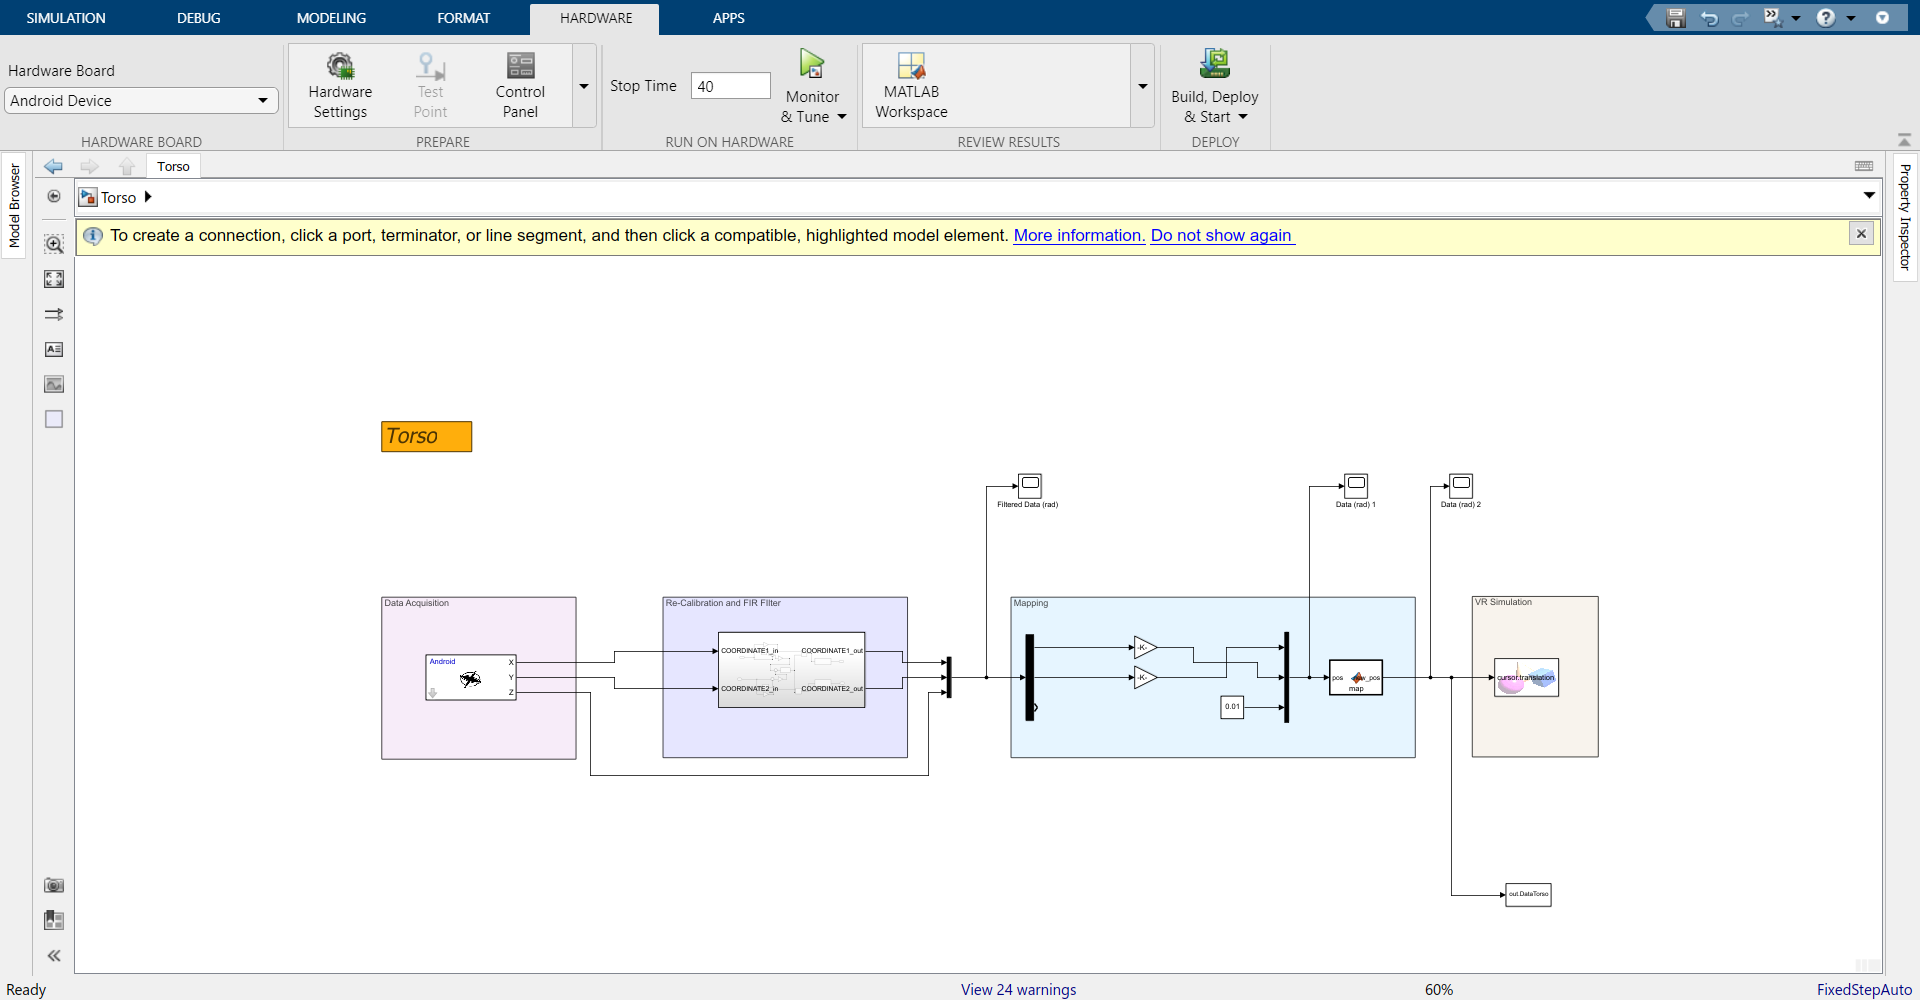 SIMULATION DEBUG MODELING FORMAT HARDWARE APPS
Hardware Board
Android Device
HARDWARE BOARD
Hardware
Settings
Test
Point
Control
Panel
PREPARE
Stop Time 40
Monitor
& Tune
RUN ON HARDWARE
MATLAB
Workspace
REVIEW RESULTS
Build, Deploy
& Start
DEPLOY
Model Browser
Property Inspector
Torso
Torso
To create a connection, click a port, terminator, or line segment, and then click a compatible, highlighted model element. More information. Do not show again
Torso
Filtered Data (rad)
Data (rad) 1
Data (rad) 2
Data Acquisition
Android
X
Y
Z
Re-Calibration and FIR Filter
COORDINATE1_in COORDINATE1_out
COORDINATE2_in COORDINATE2_out
Mapping
-K-
-K-
0.01
pos
map
VR Simulation
cursor.translation
out.DataTorso
Ready
View 24 warnings
60%
FixedStepAuto